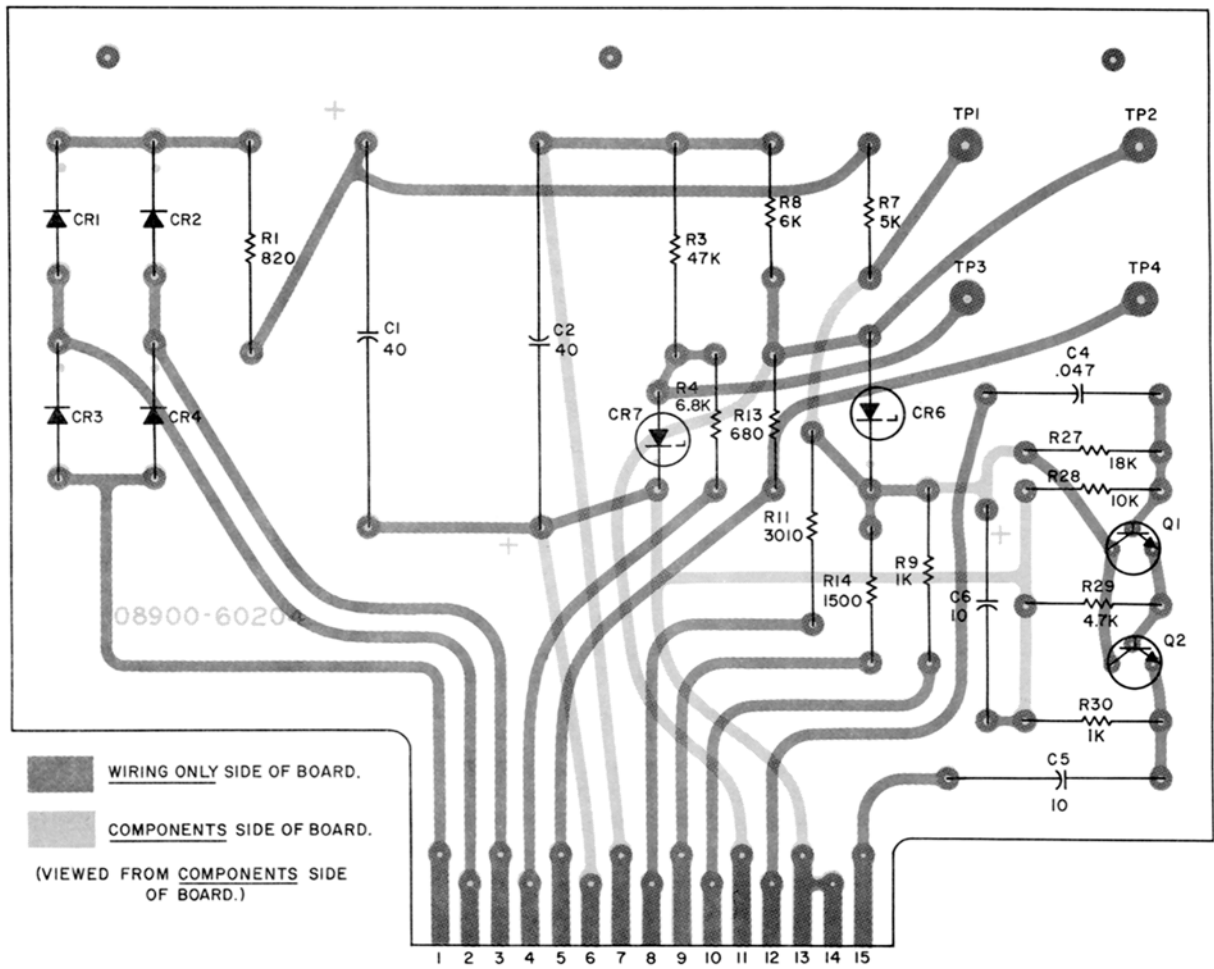 TP1
TP2
CR1
CR2
R1
820
C1
40
C2
40
R3
47K
R8
6K
R7
5K
TP3
TP4
C4
.047
CR3
CR4
CR7
R4
6.8K
R13
680
CR6
R27
18K
R28
10K
Q1
R11
3010
R14
1500
R9
1K
C6
10
R29
4.7K
Q2
R30
1K
C5
10
WIRING ONLY SIDE OF BOARD.
COMPONENTS SIDE OF BOARD.
(VIEWED FROM COMPONENTS SIDE
OF BOARD.)
1 2 3 4 5 6 7 8 9 10 11 12 13 14 15